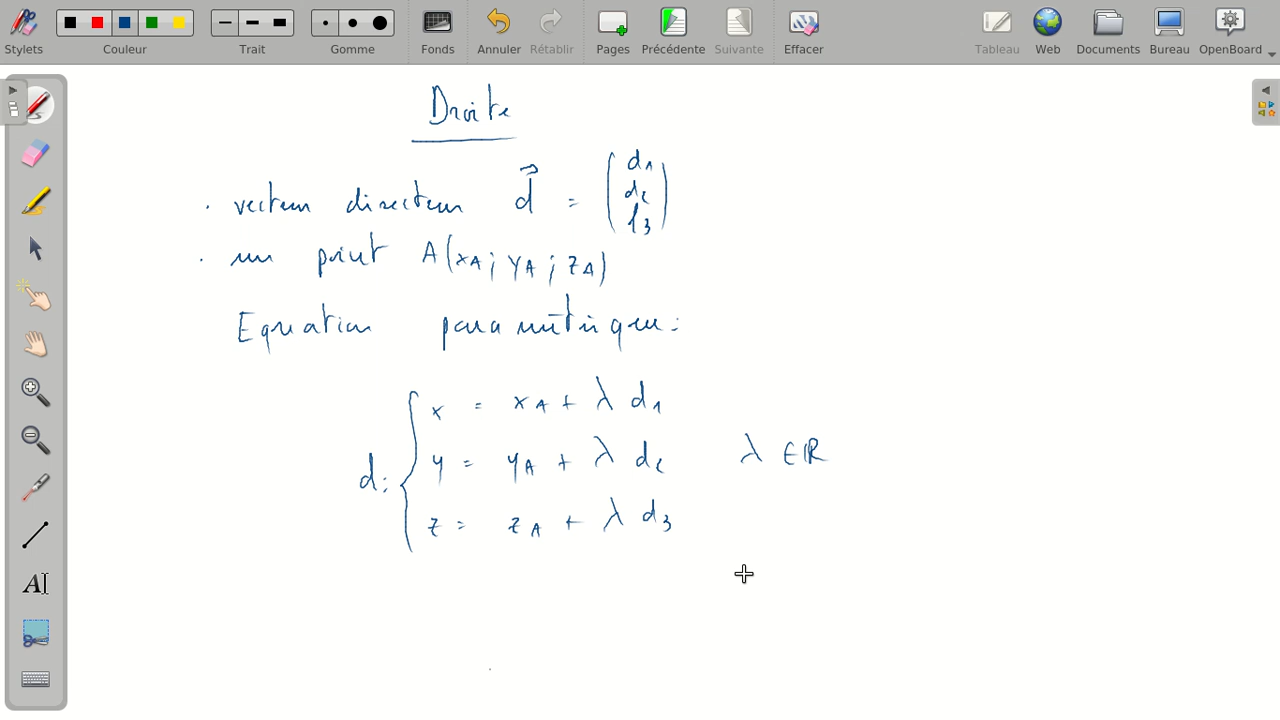 Stylets Couleur Trait Gomme Fonds Annuler Rétablir Pages Précédente Suivante Effacer Tableau Web Documents Bureau OpenBoard
Droite
. vecteur directeur d⃗ = (d1 d2 d3)
. un point A(xA; yA; zA)
Equation paramétrique:
x = xA + λ d1
d: y = yA + λ d2 λ ∈ ℝ
z = zA + λ d3